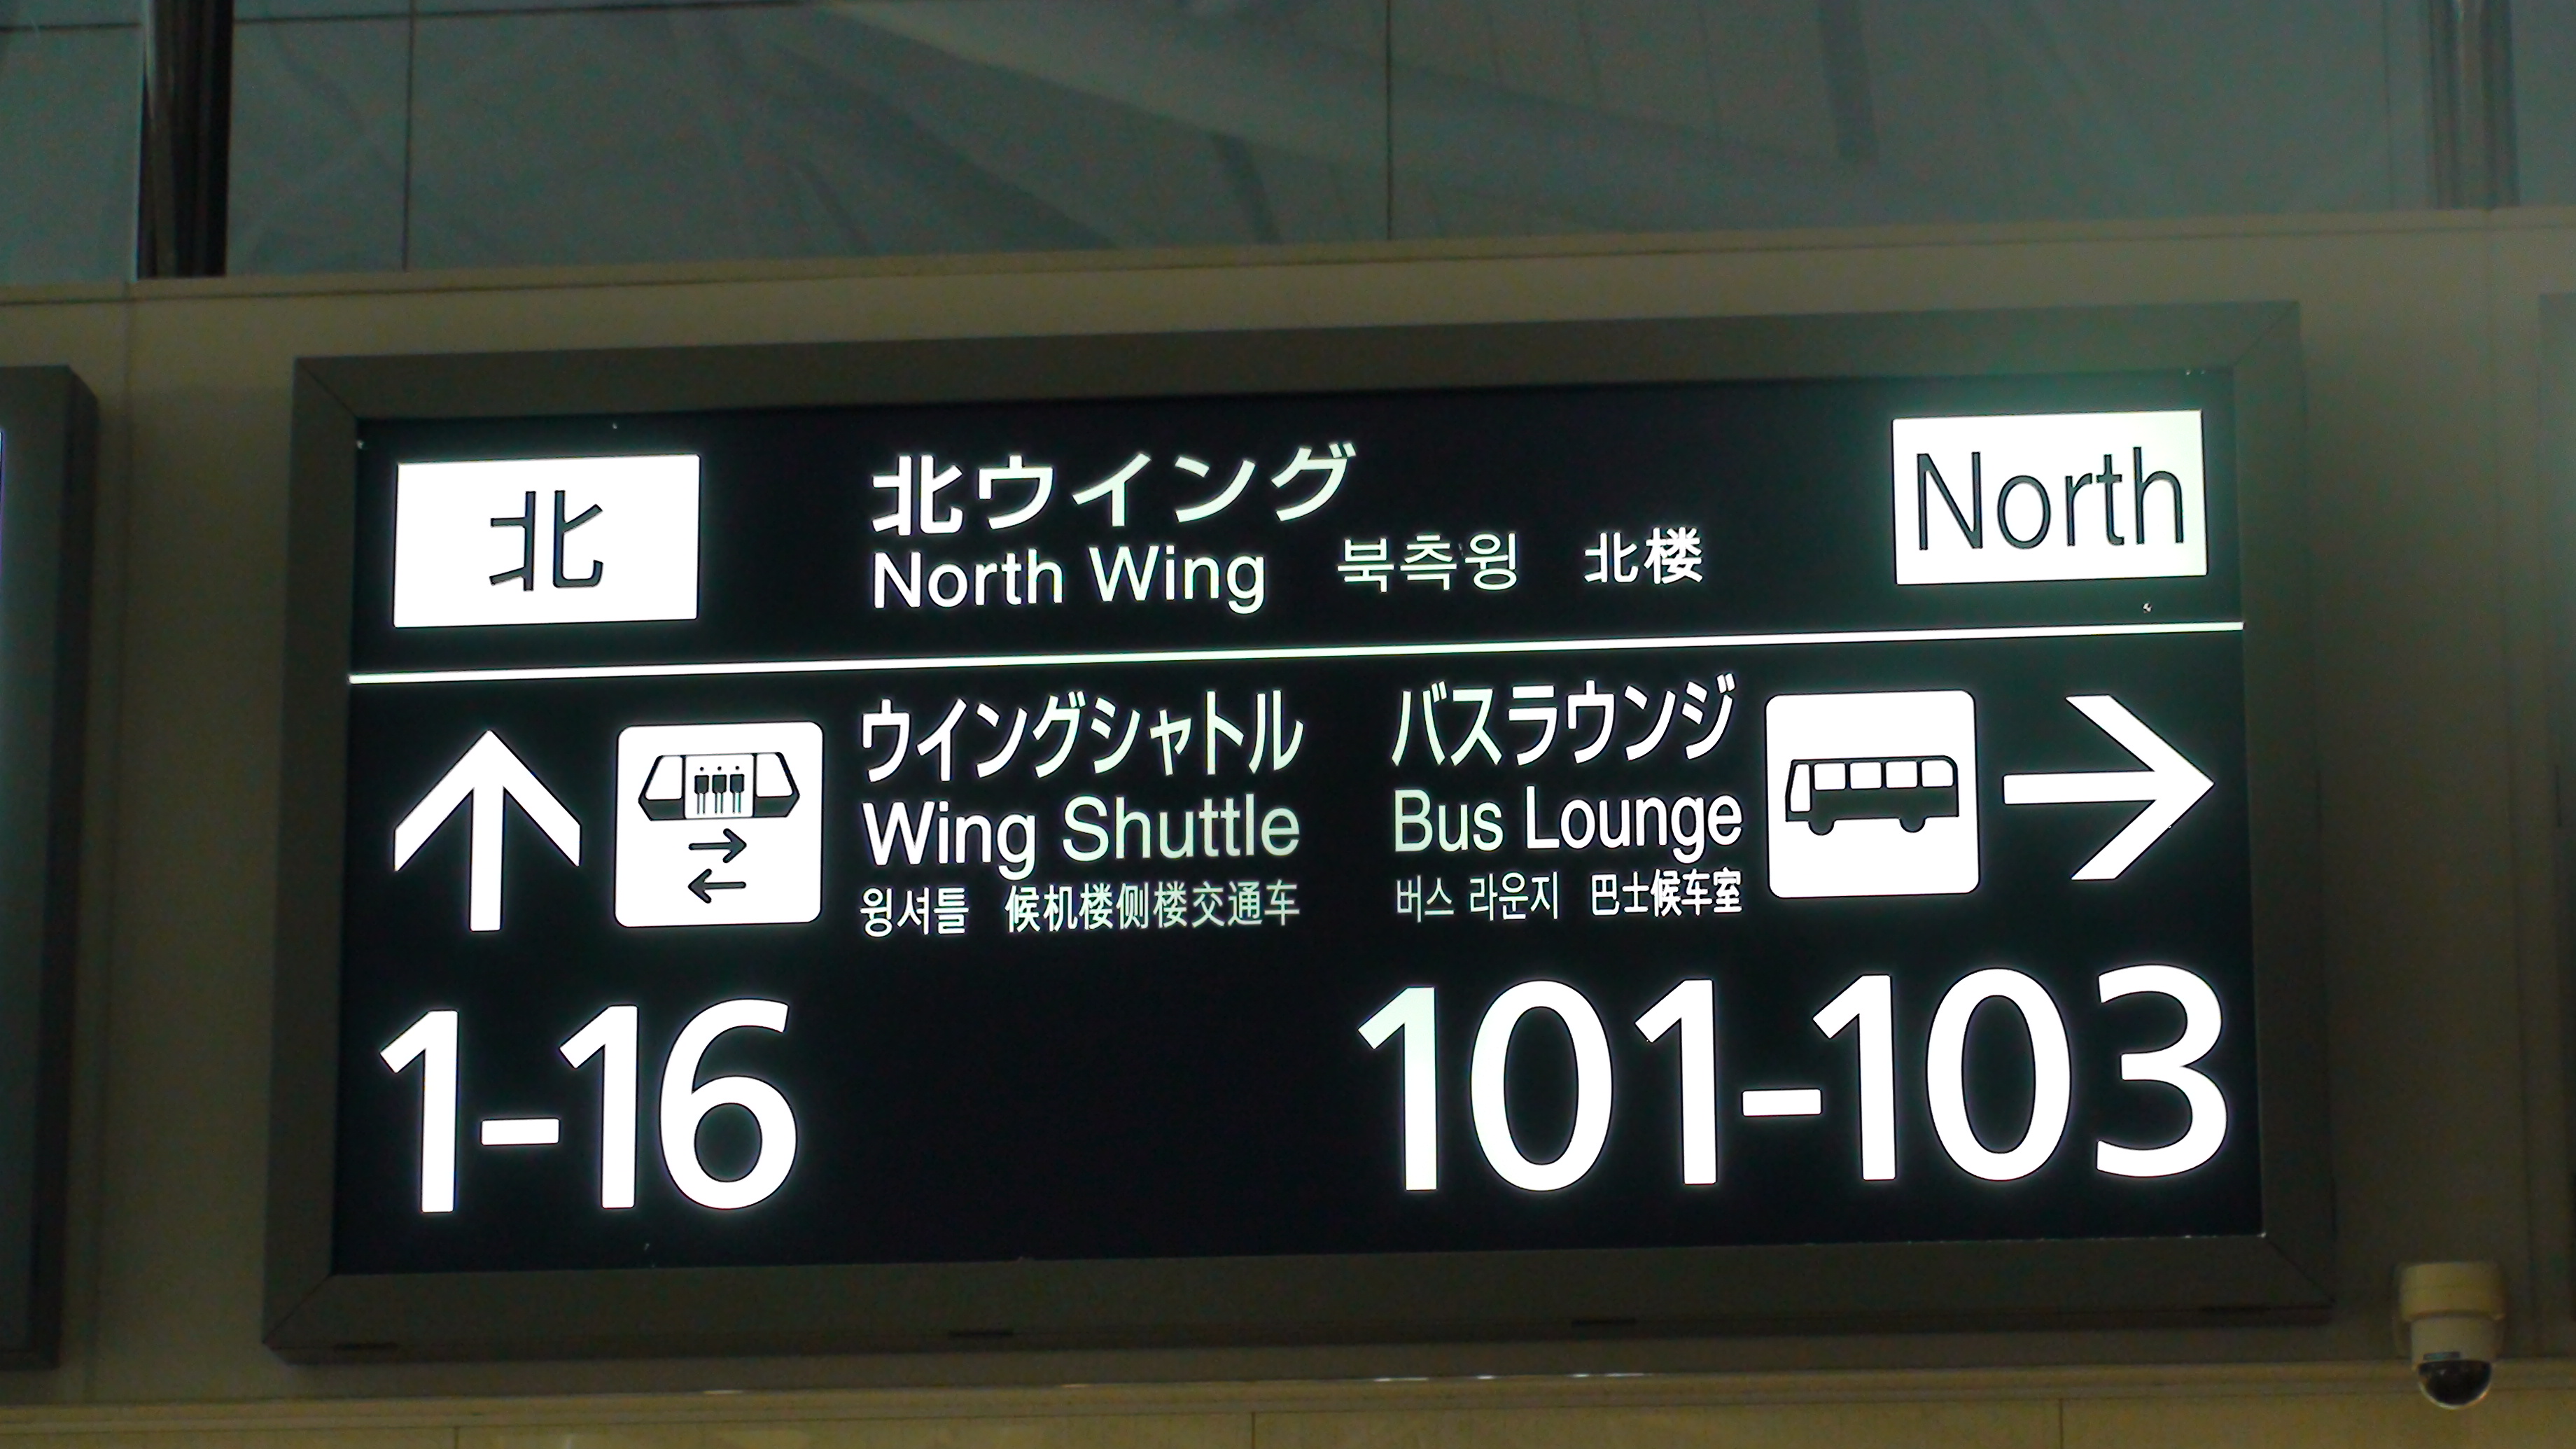 北
北ウイング
North Wing 북측윙 北楼
North
ウイングシャトル
Wing Shuttle
윙셔틀 候机楼侧楼交通车
バスラウンジ
Bus Lounge
버스 라운지 巴士候车室
1-16
101-103